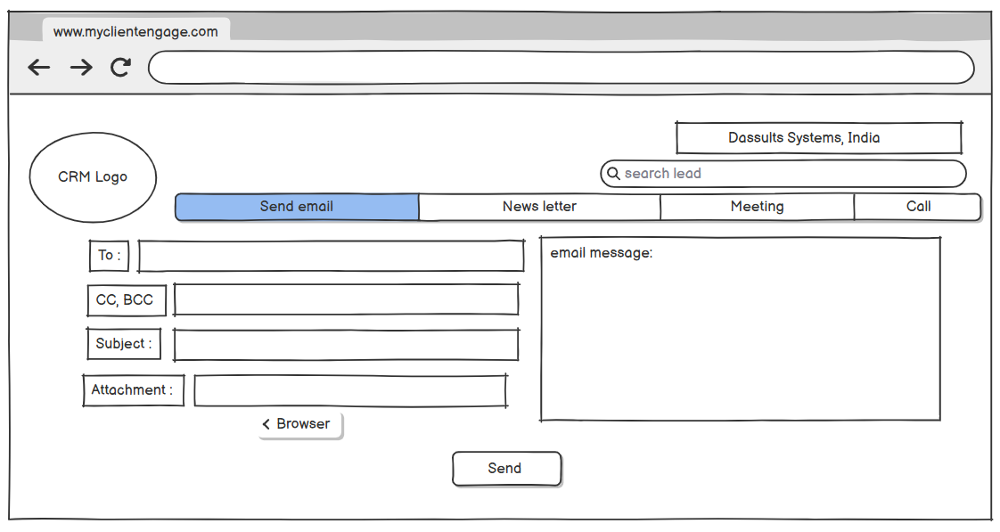 www.myclientengage.com
Dassults Systems, India
CRM Logo
search lead
Send email
News letter
Meeting
Call
To :
email message:
CC, BCC
Subject :
Attachment :
Browser
Send